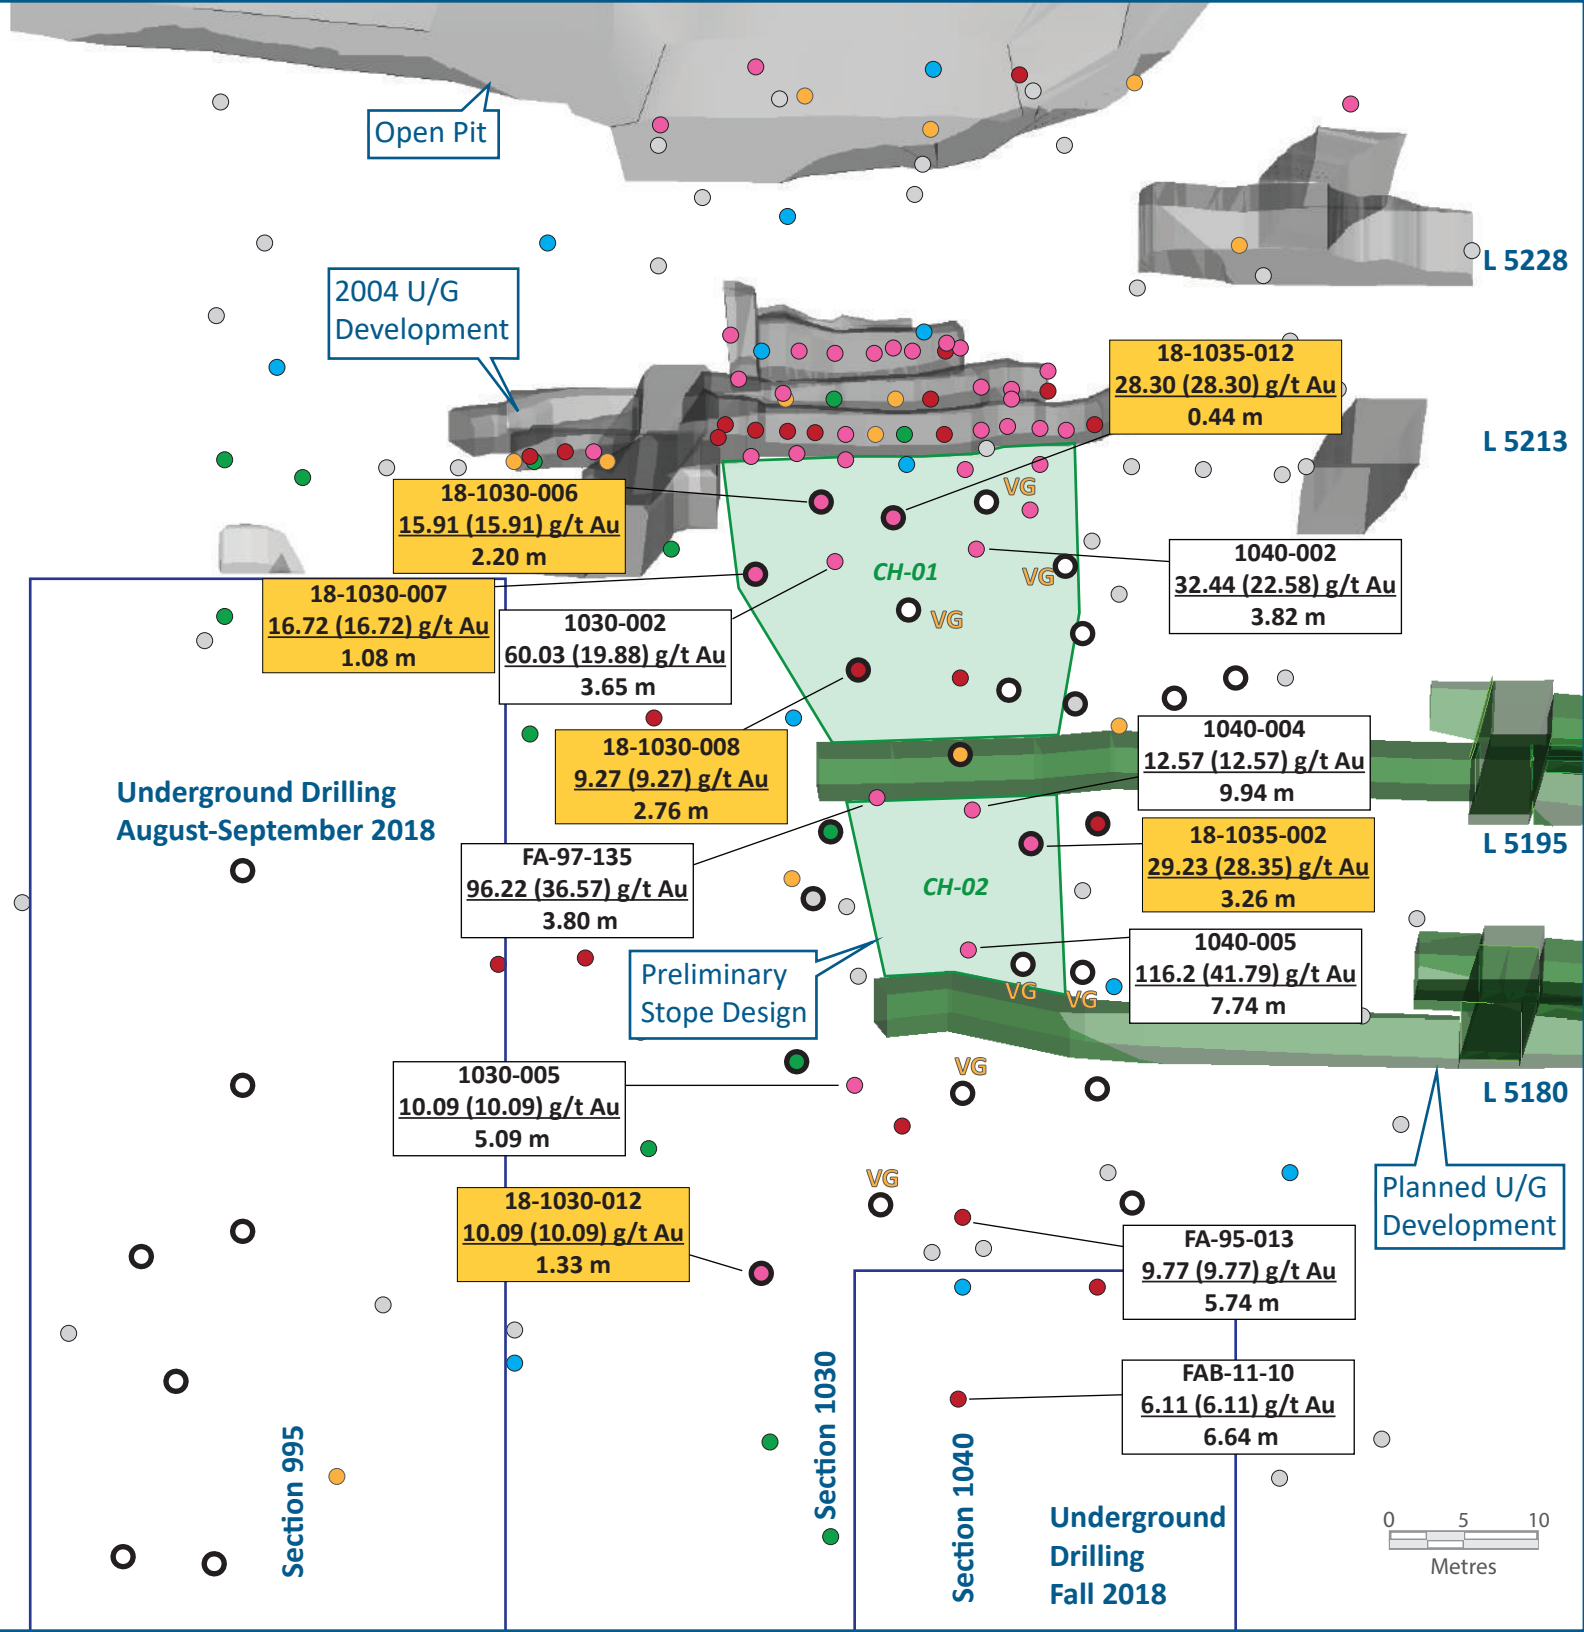 Open Pit
L 5228
2004 U/G
Development
18-1035-012
28.30 (28.30) g/t Au
0.44 m
L 5213
18-1030-006
15.91 (15.91) g/t Au
2.20 m
VG
1040-002
32.44 (22.58) g/t Au
3.82 m
CH-01
VG
18-1030-007
16.72 (16.72) g/t Au
1.08 m
1030-002
60.03 (19.88) g/t Au
3.65 m
VG
18-1030-008
9.27 (9.27) g/t Au
2.76 m
1040-004
12.57 (12.57) g/t Au
9.94 m
Underground Drilling
August-September 2018
L 5195
18-1035-002
29.23 (28.35) g/t Au
3.26 m
FA-97-135
96.22 (36.57) g/t Au
3.80 m
CH-02
1040-005
116.2 (41.79) g/t Au
7.74 m
Preliminary
Stope Design
VG
VG
L 5180
1030-005
10.09 (10.09) g/t Au
5.09 m
VG
VG
Planned U/G
Development
18-1030-012
10.09 (10.09) g/t Au
1.33 m
FA-95-013
9.77 (9.77) g/t Au
5.74 m
FAB-11-10
6.11 (6.11) g/t Au
6.64 m
Section 995
Section 1030
Section 1040
Underground
Drilling
Fall 2018
0 5 10
Metres